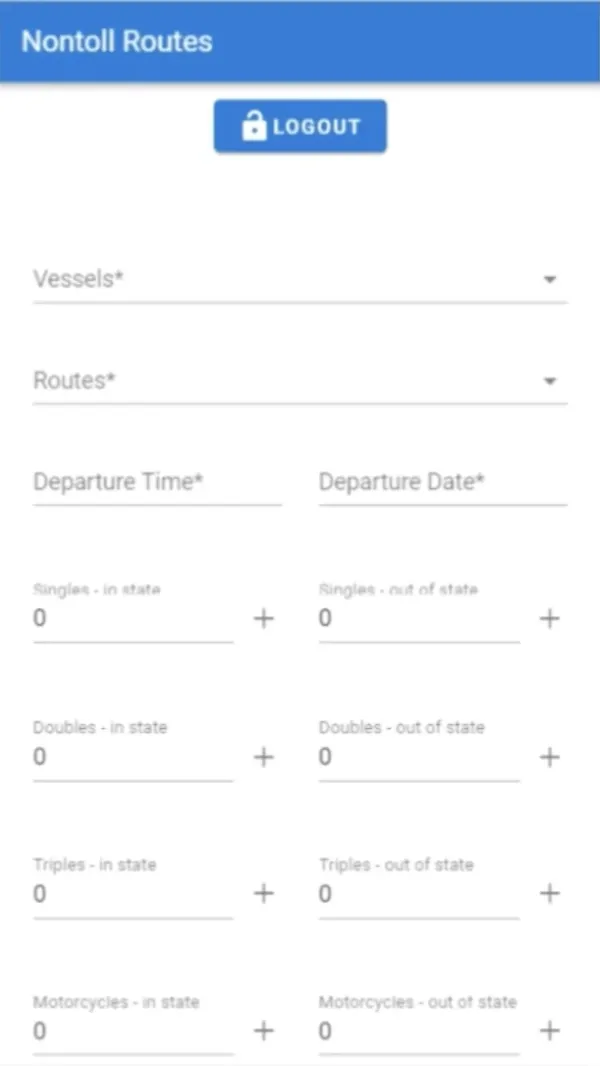 Nontoll Routes
LOGOUT
Vessels*
Routes*
Departure Time* Departure Date*
Singles - in state Singles - out of state
0 + 0 +
Doubles - in state Doubles - out of state
0 + 0 +
Triples - in state Triples - out of state
0 + 0 +
Motorcycles - in state Motorcycles - out of state
0 + 0 +